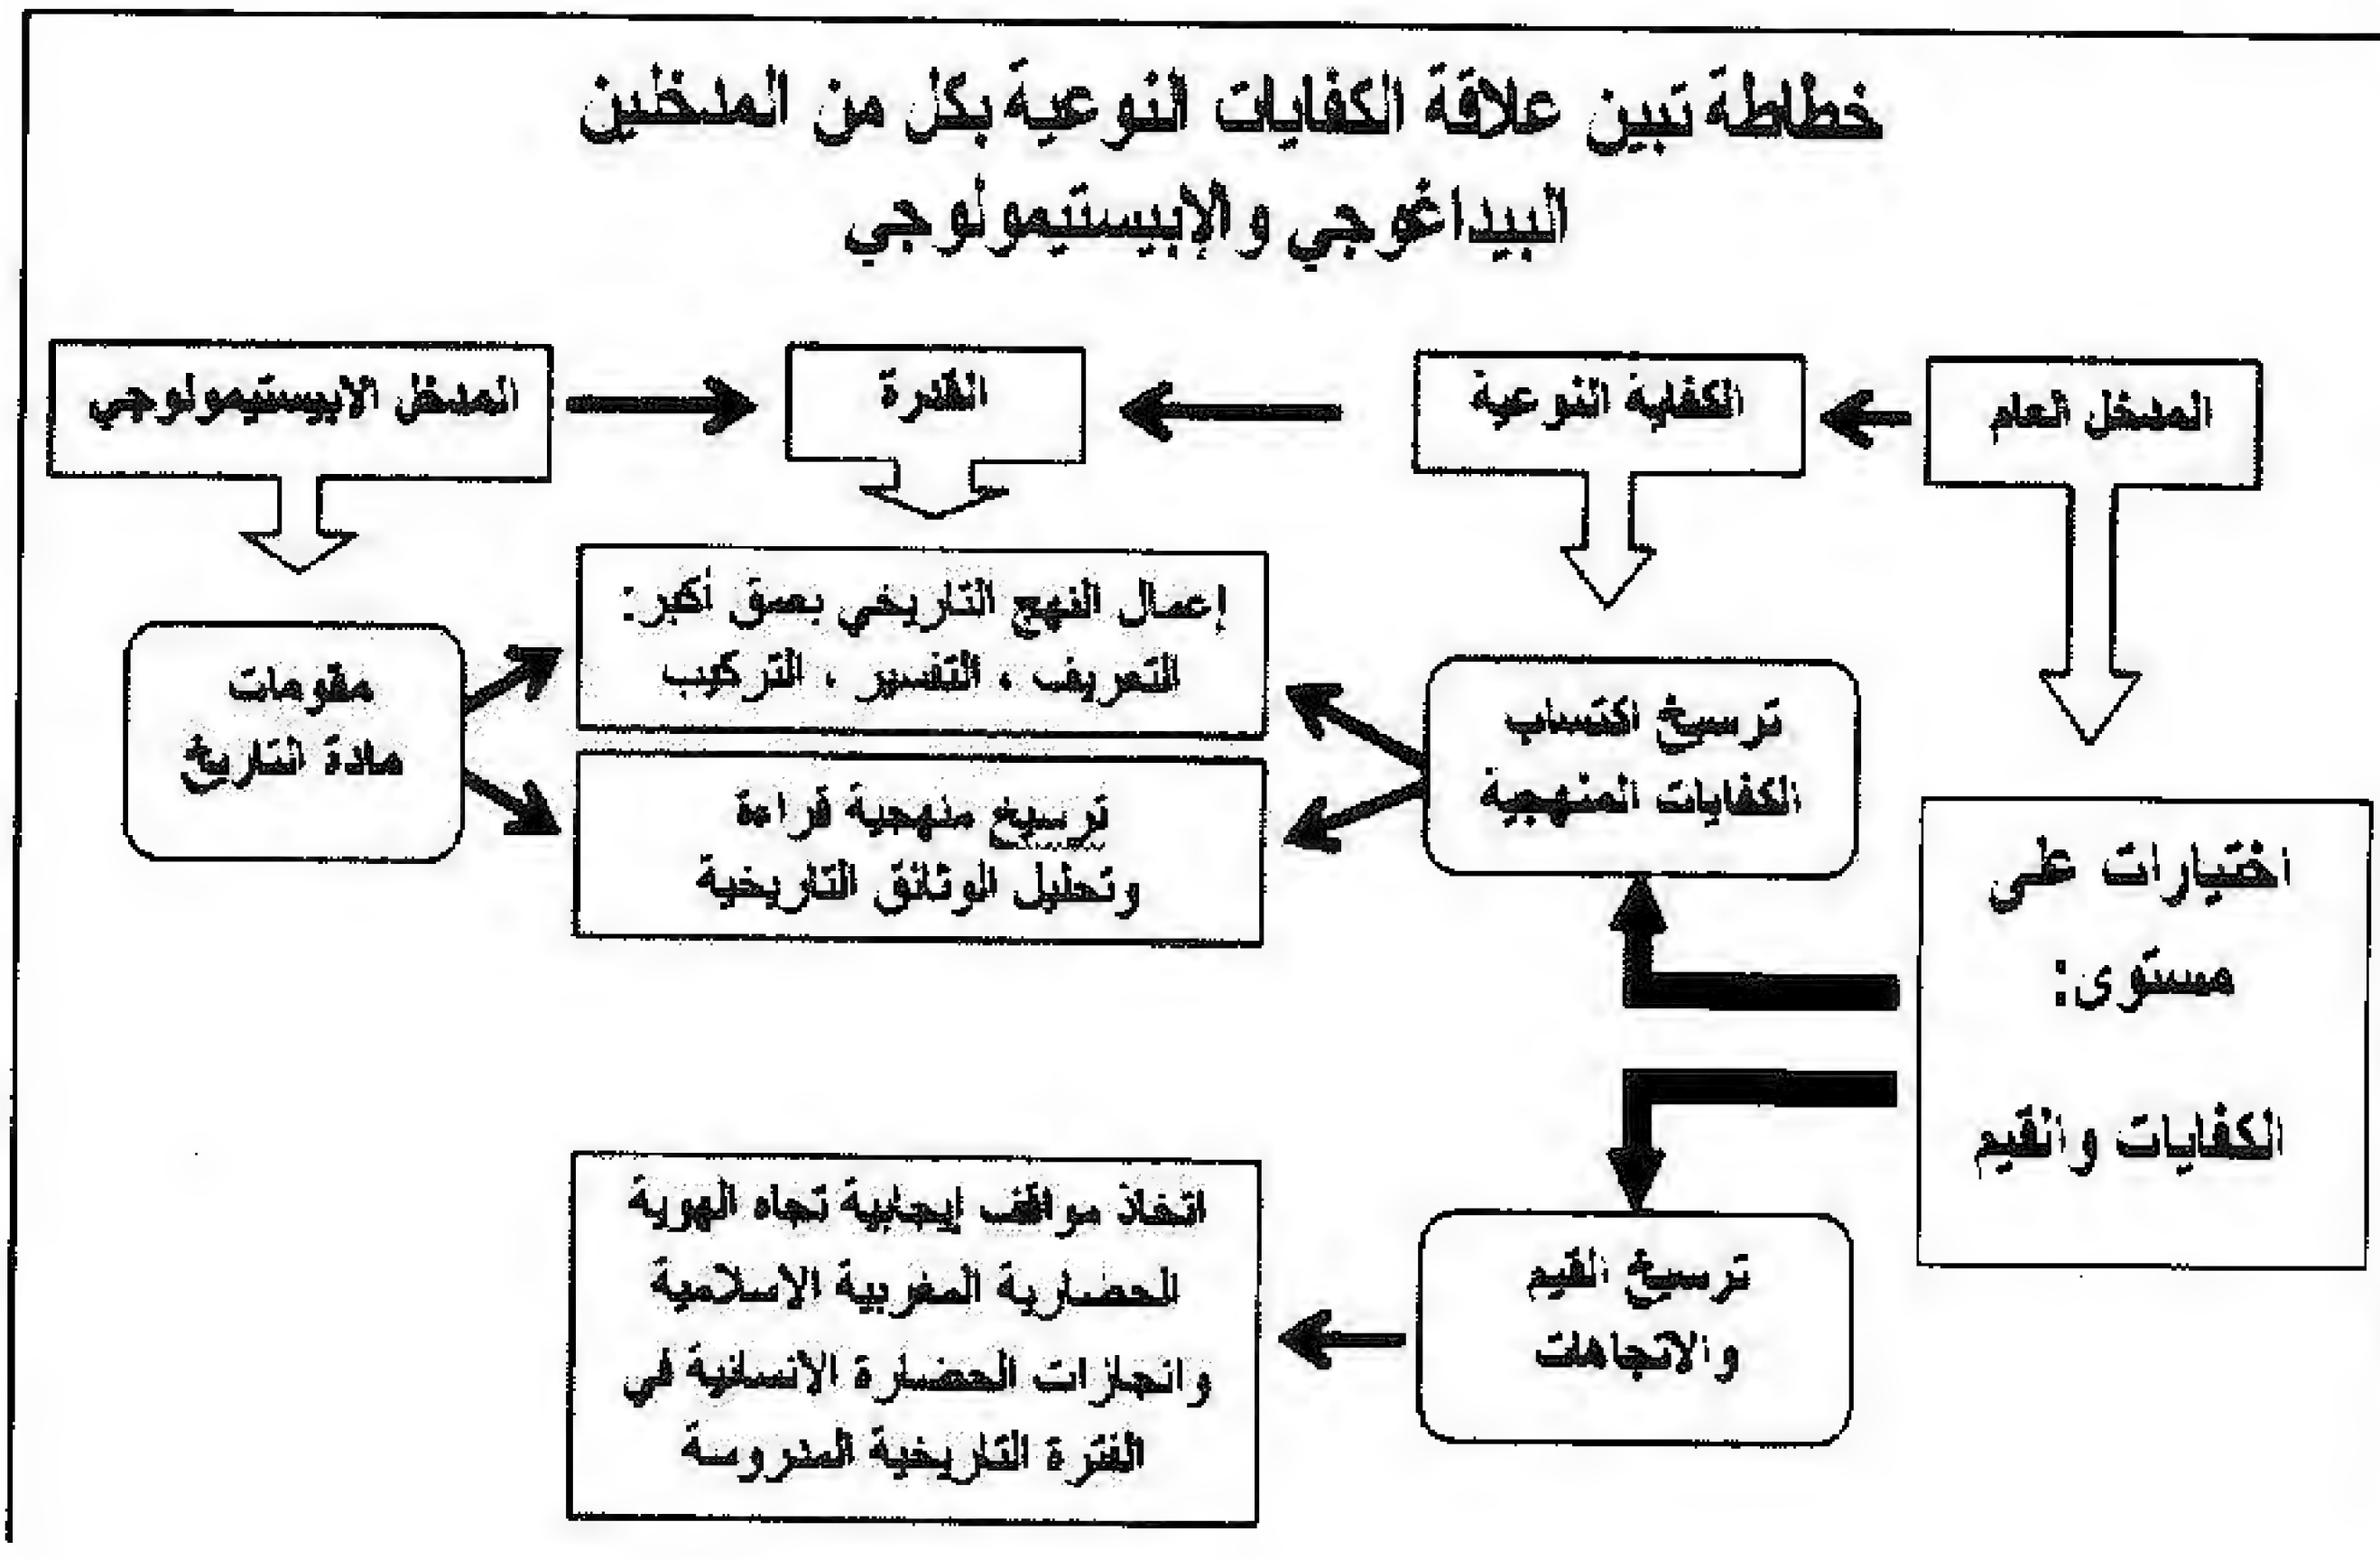 خطاطة تبين علاقة الكفايات النوعية بكل من المدخلين
البيداغوجي والإبيستيمولوجي
المدخل العام
الكفاية النوعية
القدرة
المدخل الابيستيمولوجي
اختيارات على
مستوى:
الكفايات والقيم
ترسيخ اكتساب
الكفايات المنهجية
إعمال النهج التاريخي بعمق أكبر:
التعريف ، التفسير ، التركيب
ترسيخ منهجية قراءة
وتحليل الوثائق التاريخية
مقومات
مادة التاريخ
ترسيخ القيم
والاتجاهات
اتخاذ مواقف إيجابية تجاه الهوية
الحضارية المغربية الاسلامية
وانجازات الحضارة الانسانية في
الفترة التاريخية المدروسة